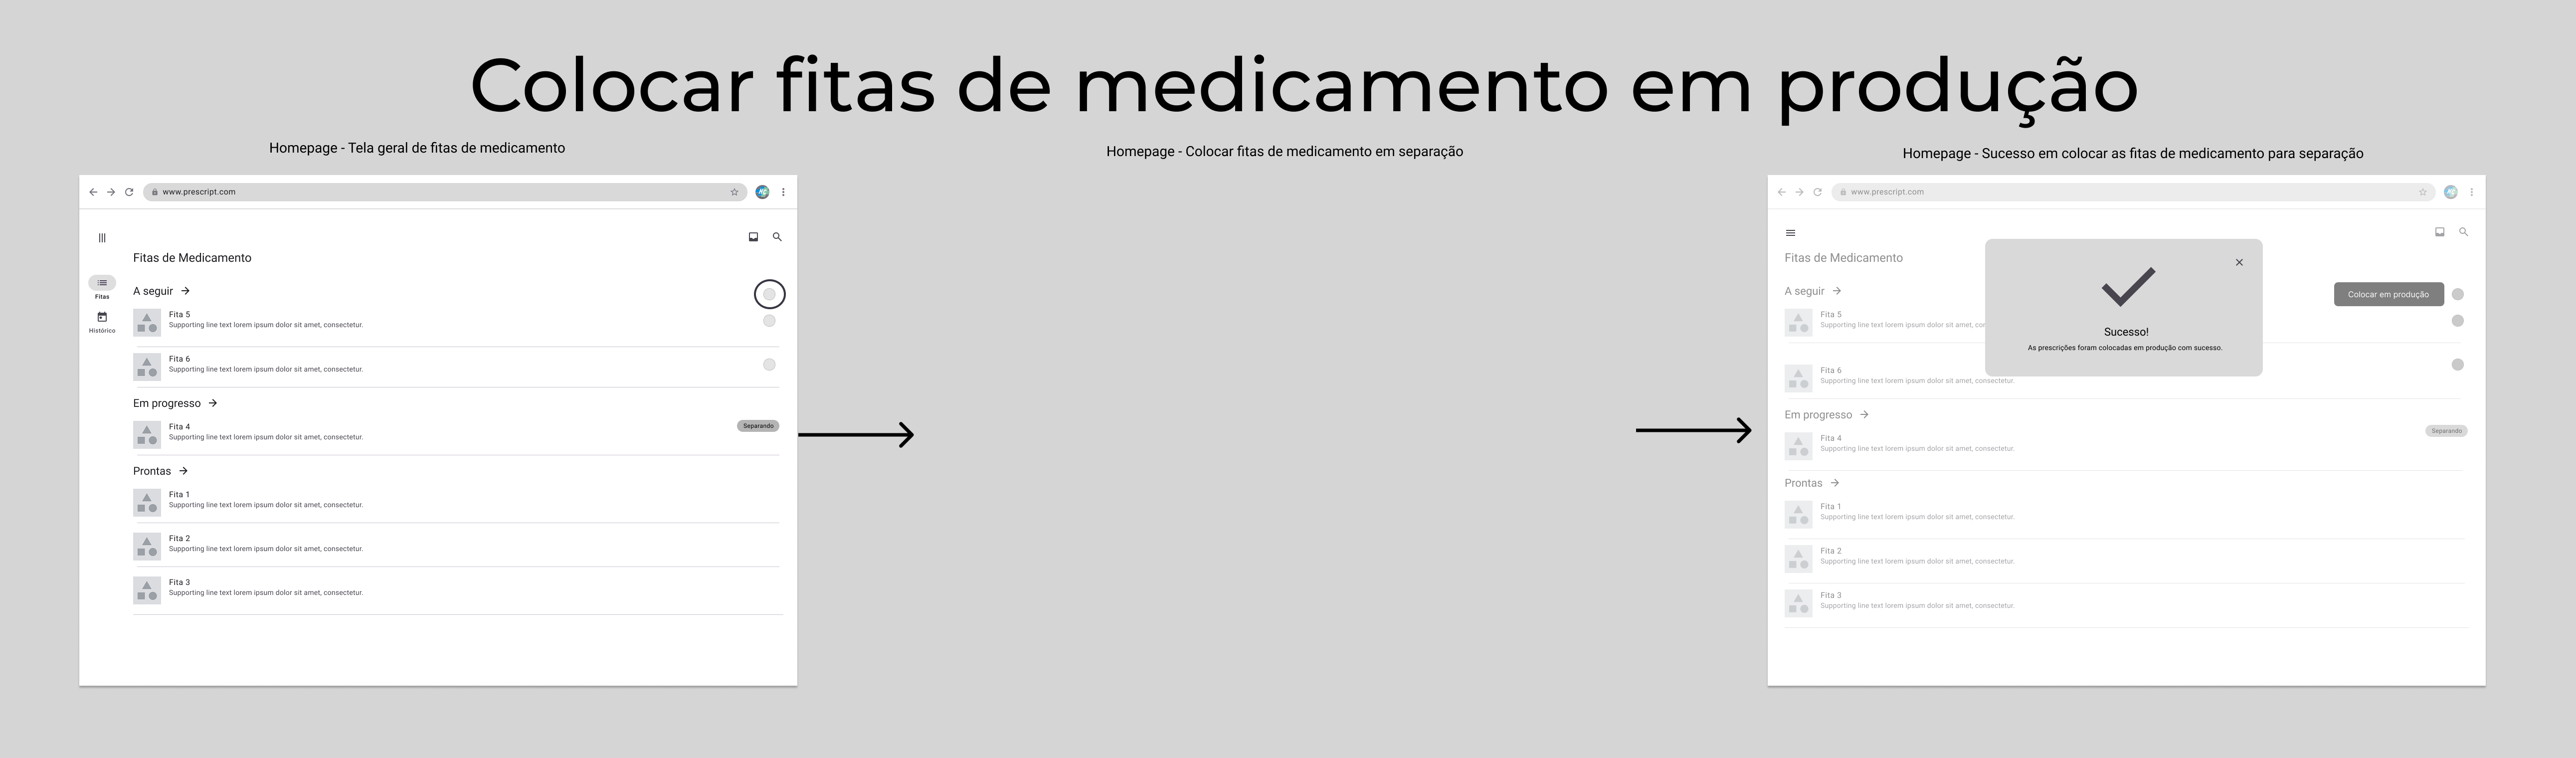 Colocar fitas de medicamento em produção
Homepage - Tela geral de fitas de medicamento
www.prescript.com
Fitas de Medicamento
Fitas
Histórico
A seguir
Fita 5
Supporting line text lorem ipsum dolor sit amet, consectetur.
Fita 6
Supporting line text lorem ipsum dolor sit amet, consectetur.
Em progresso
Fita 4
Supporting line text lorem ipsum dolor sit amet, consectetur.
Separando
Prontas
Fita 1
Supporting line text lorem ipsum dolor sit amet, consectetur.
Fita 2
Supporting line text lorem ipsum dolor sit amet, consectetur.
Fita 3
Supporting line text lorem ipsum dolor sit amet, consectetur.
Homepage - Colocar fitas de medicamento em separação
Homepage - Sucesso em colocar as fitas de medicamento para separação
www.prescript.com
Fitas de Medicamento
A seguir
Colocar em produção
Fita 5
Supporting line text lorem ipsum dolor sit amet, cor
Sucesso!
As prescrições foram colocadas em produção com sucesso.
Fita 6
Supporting line text lorem ipsum dolor sit amet, consectetur.
Em progresso
Fita 4
Supporting line text lorem ipsum dolor sit amet, consectetur.
Separando
Prontas
Fita 1
Supporting line text lorem ipsum dolor sit amet, consectetur.
Fita 2
Supporting line text lorem ipsum dolor sit amet, consectetur.
Fita 3
Supporting line text lorem ipsum dolor sit amet, consectetur.